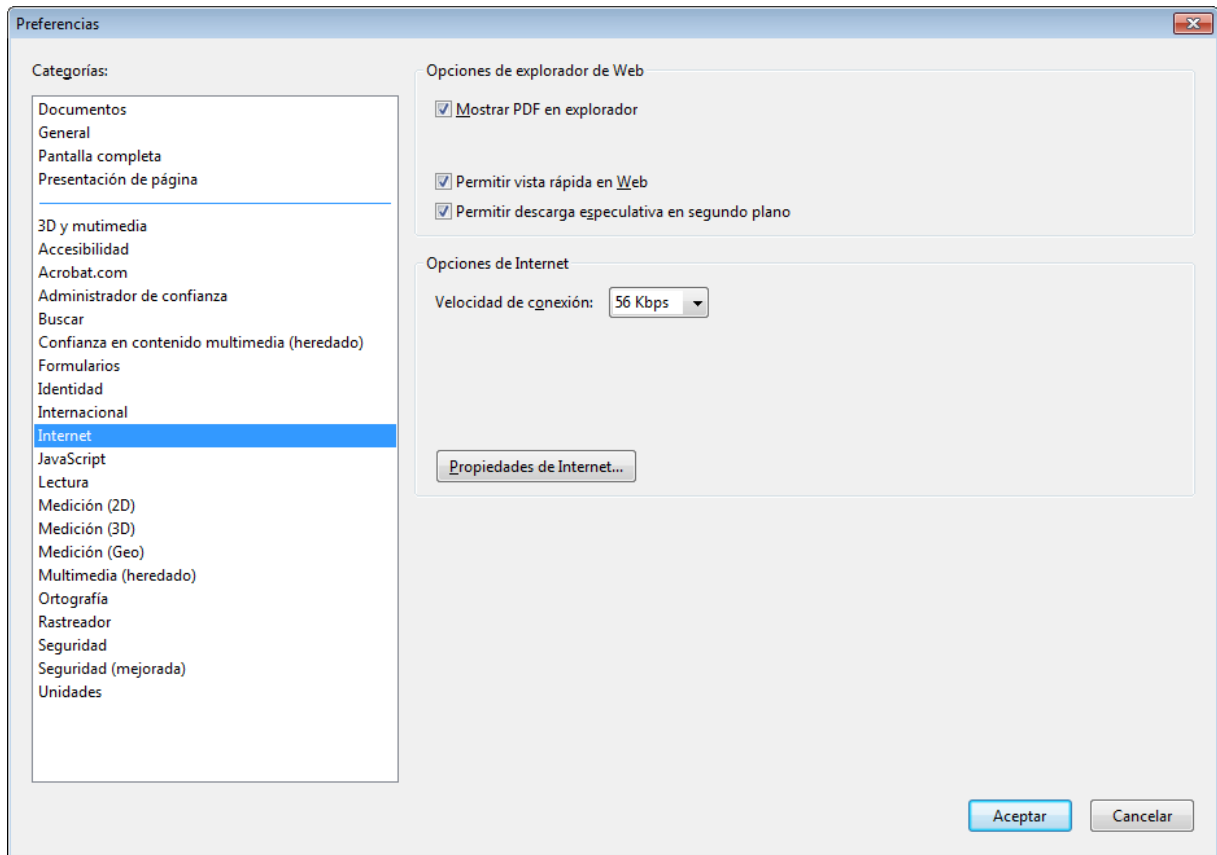 Preferencias
Categorías:
Documentos
General
Pantalla completa
Presentación de página
3D y mutimedia
Accesibilidad
Acrobat.com
Administrador de confianza
Buscar
Confianza en contenido multimedia (heredado)
Formularios
Identidad
Internacional
Internet
JavaScript
Lectura
Medición (2D)
Medición (3D)
Medición (Geo)
Multimedia (heredado)
Ortografía
Rastreador
Seguridad
Seguridad (mejorada)
Unidades
Opciones de explorador de Web
Mostrar PDF en explorador
Permitir vista rápida en Web
Permitir descarga especulativa en segundo plano
Opciones de Internet
Velocidad de conexión: 56 Kbps
Propiedades de Internet...
Aceptar Cancelar